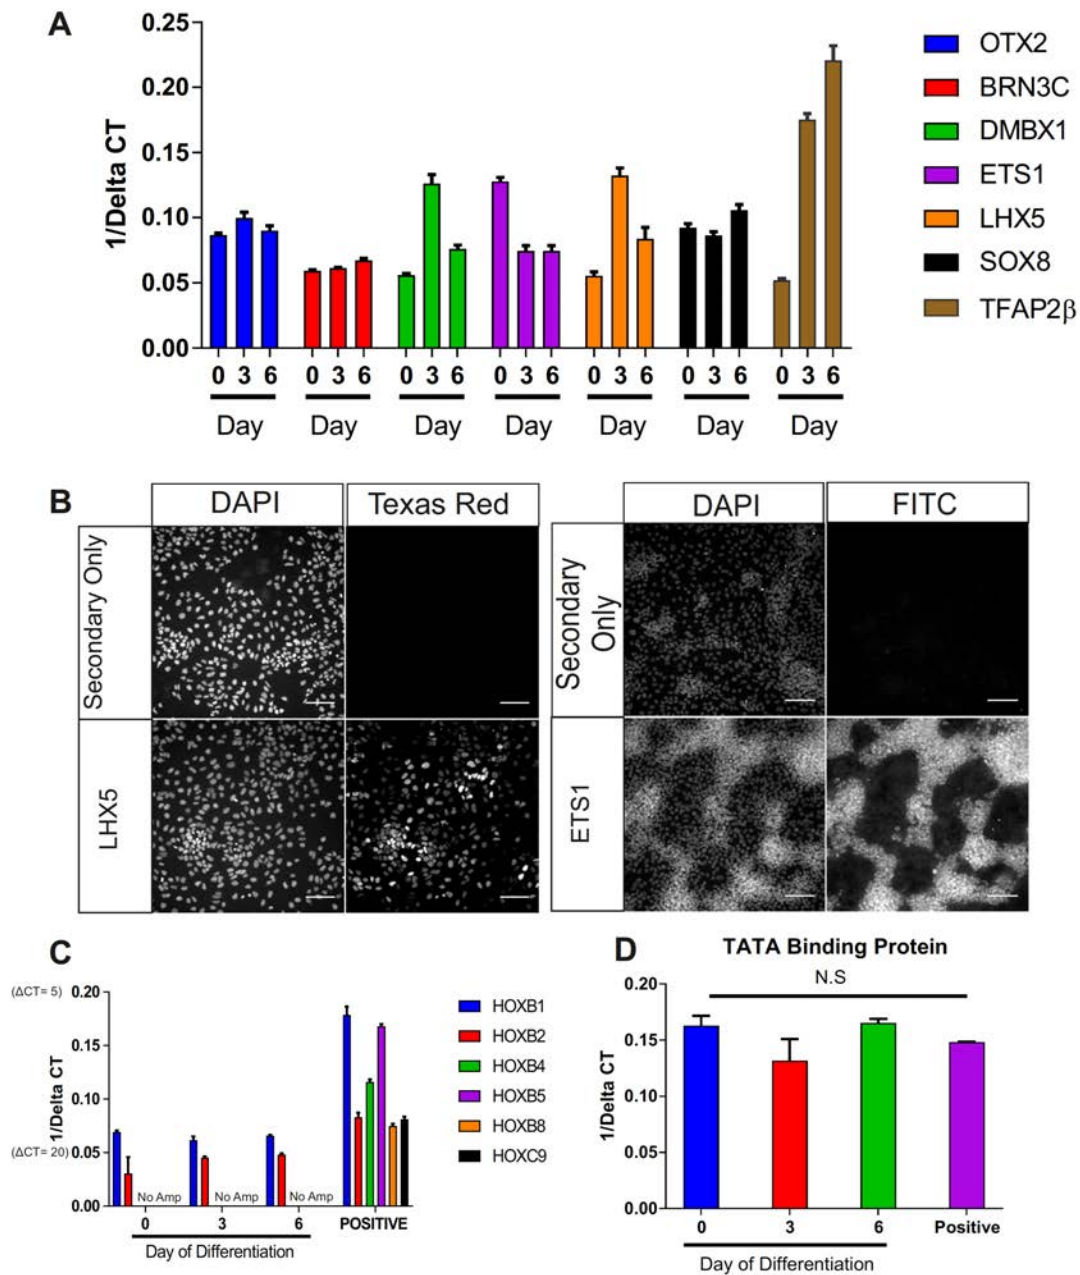 A
0.25
0.20
0.15
0.10
0.05
0.00
1/Delta CT
0 3 6 0 3 6 0 3 6 0 3 6 0 3 6 0 3 6 0 3 6
Day Day Day Day Day Day Day
OTX2
BRN3C
DMBX1
ETS1
LHX5
SOX8
TFAP2β
B
DAPI Texas Red
Secondary Only
LHX5
DAPI FITC
Secondary
Only
ETS1
C
(ΔCT= 5) 0.20
0.15
0.10
(ΔCT= 20) 0.05
0.00
1/Delta CT
No Amp No Amp No Amp
0 3 6 POSITIVE
Day of Differentiation
HOXB1
HOXB2
HOXB4
HOXB5
HOXB8
HOXC9
D
TATA Binding Protein
N.S
0.20
0.15
0.10
0.05
0.00
1/Delta CT
0 3 6 Positive
Day of Differentiation